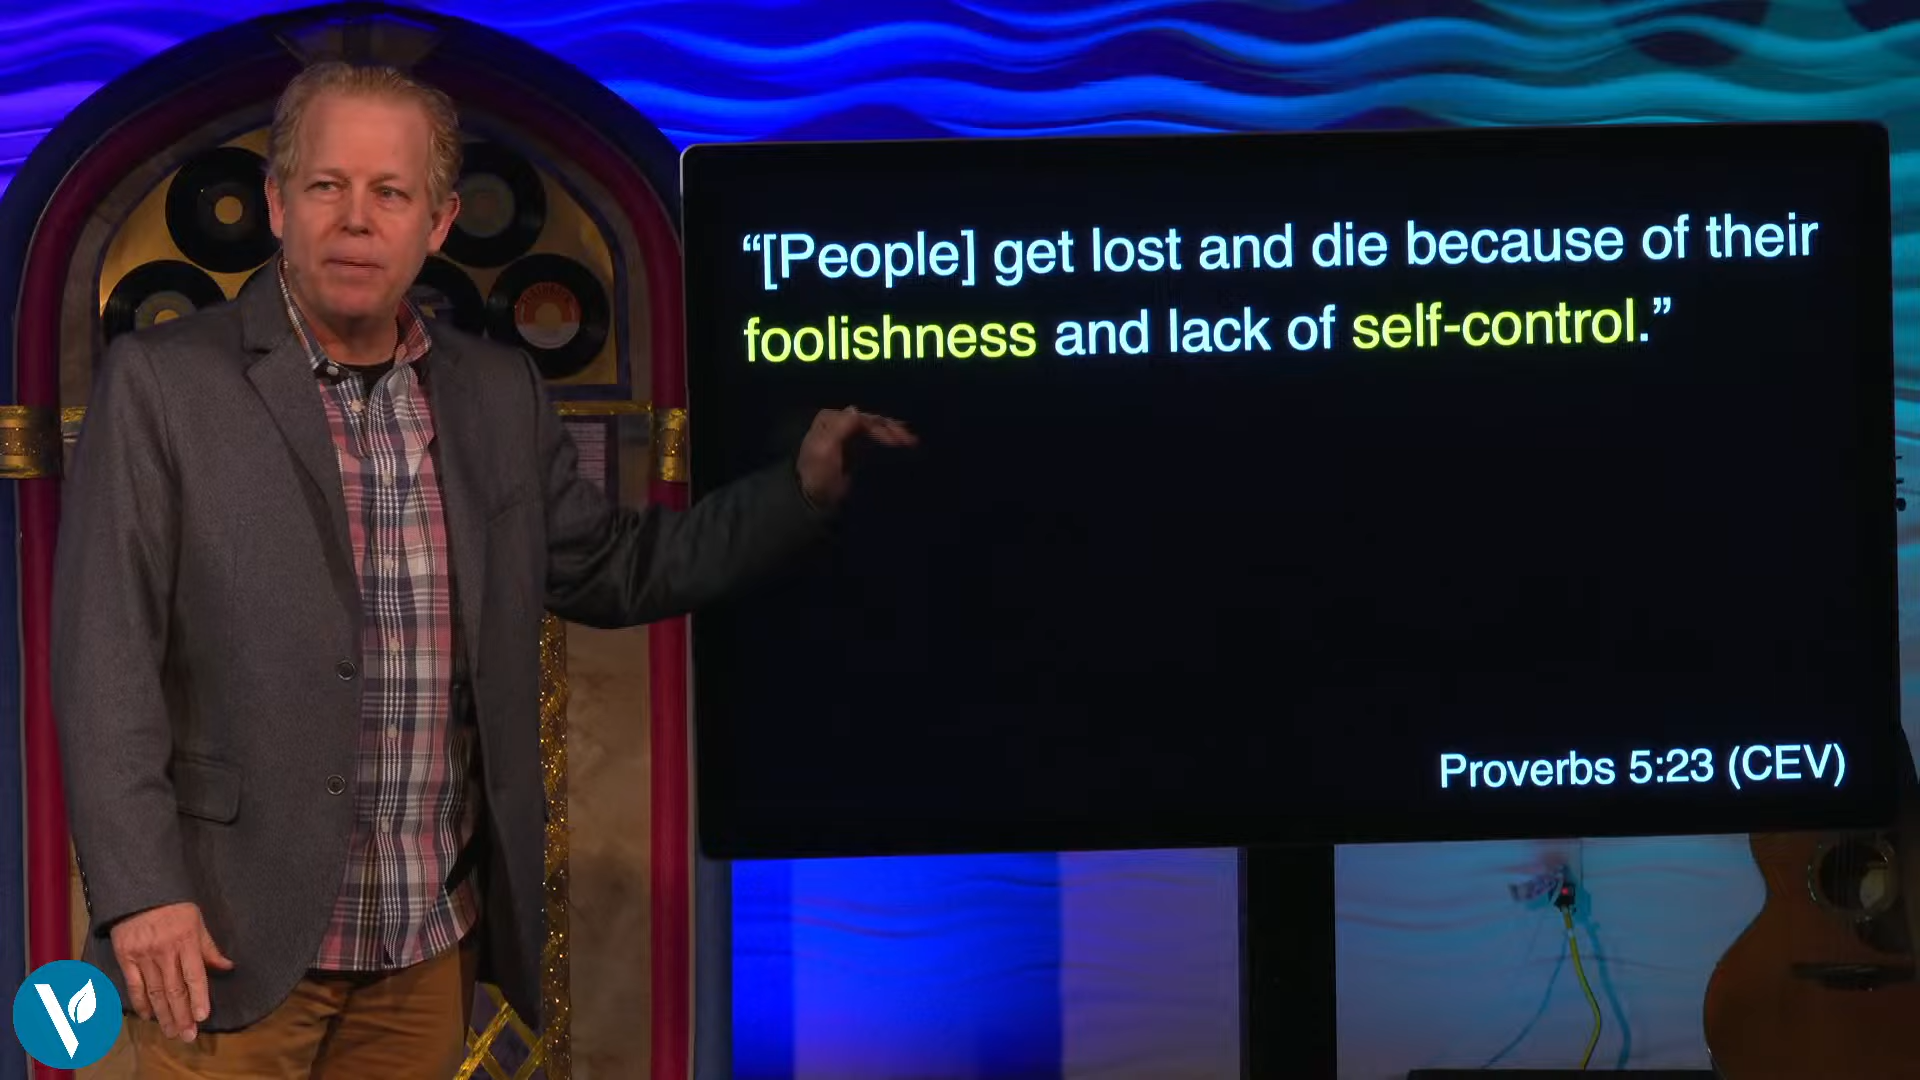 “[People] get lost and die because of their
foolishness and lack of self-control.”
Proverbs 5:23 (CEV)